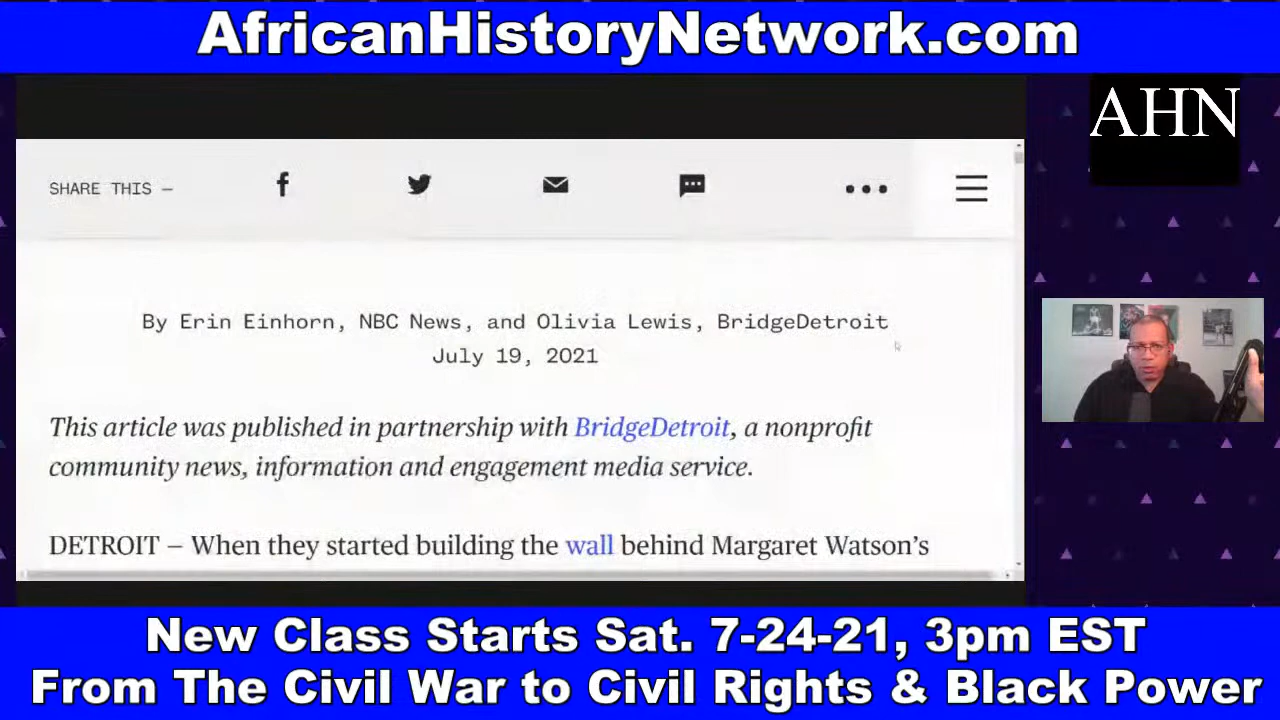 AfricanHistoryNetwork.com
AHN
SHARE THIS —
By Erin Einhorn, NBC News, and Olivia Lewis, BridgeDetroit
July 19, 2021
This article was published in partnership with BridgeDetroit, a nonprofit
community news, information and engagement media service.
DETROIT — When they started building the wall behind Margaret Watson’s
New Class Starts Sat. 7-24-21, 3pm EST
From The Civil War to Civil Rights & Black Power